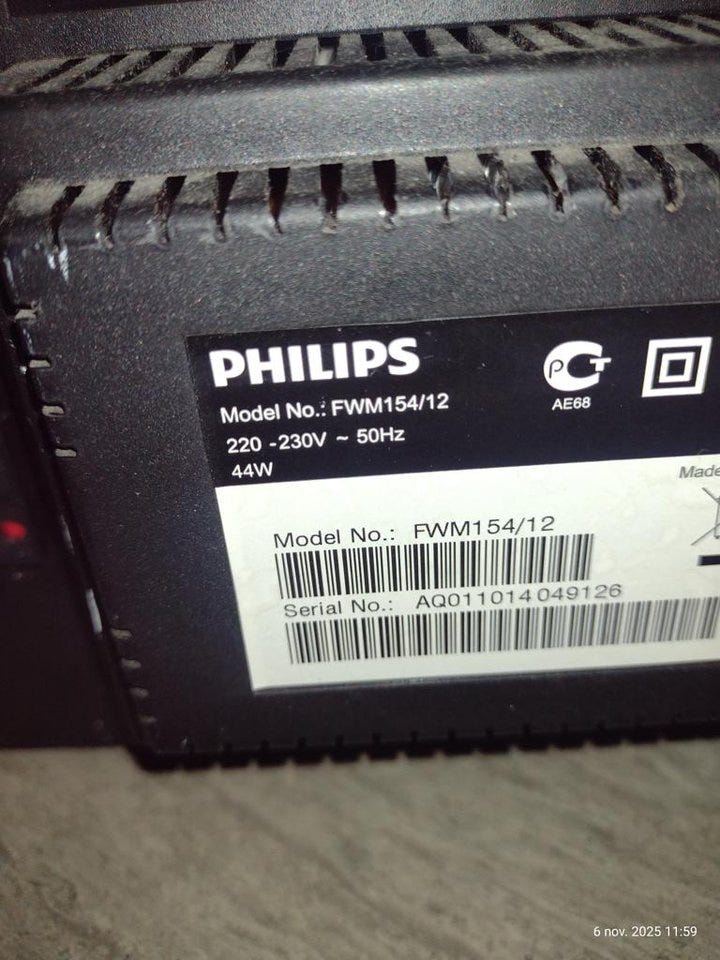 PHILIPS
Model No.: FWM154/12
220 -230V ~ 50Hz
44W
PCT
AE68
Made
Model No.: FWM154/12
Serial No.: AQ011014049126
6 nov. 2025 11:59